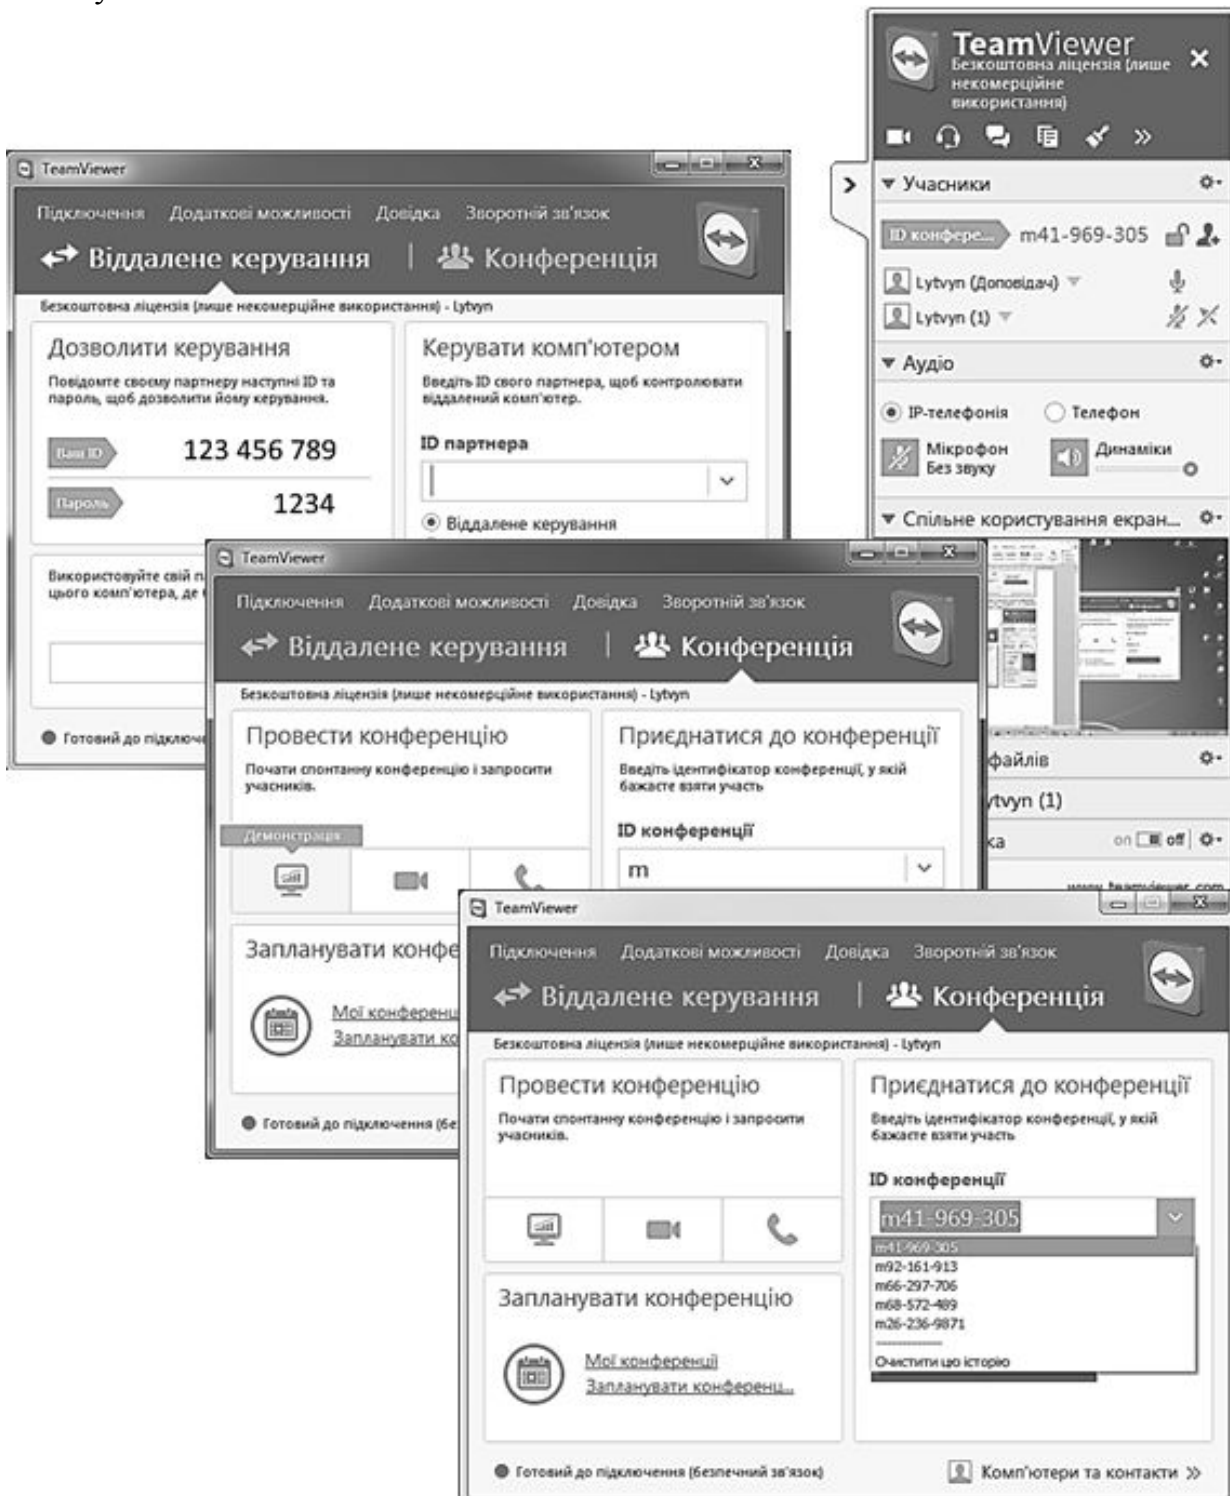 TeamViewer
Безкоштовна ліцензія (лише
некомерційне
використання)
Учасники
ID конфере... m41-969-305
Lytvyn (Доповідач)
Lytvyn (1)
Аудіо
IP-телефонія Телефон
Мікрофон
Без звуку
Динаміки
Спільне користування екран...
файлів
ytvyn (1)
ка on off
www.teamviewer.com
TeamViewer
Підключення Додаткові можливості Довідка Зворотній зв'язок
Віддалене керування | Конференція
Безкоштовна ліцензія (лише некомерційне використання) - Lytvyn
Дозволити керування
Повідомте своєму партнеру наступні ID та
пароль, щоб дозволити йому керування.
Ваш ID 123 456 789
Пароль 1234
Керувати комп'ютером
Введіть ID свого партнера, щоб контролювати
віддалений комп'ютер.
ID партнера
Віддалене керування
Використовуйте свій п
цього комп'ютера, де
Готовий до підключе
TeamViewer
Підключення Додаткові можливості Довідка Зворотній зв'язок
Віддалене керування | Конференція
Безкоштовна ліцензія (лише некомерційне використання) - Lytvyn
Провести конференцію
Почати спонтанну конференцію і запросити
учасників.
Демонстрація
Приєднатися до конференції
Введіть ідентифікатор конференції, у якій
бажаєте взяти участь
ID конференції
m
Запланувати конфе
Мої конференц
Запланувати ко
Готовий до підключення (бе
TeamViewer
Підключення Додаткові можливості Довідка Зворотній зв'язок
Віддалене керування | Конференція
Безкоштовна ліцензія (лише некомерційне використання) - Lytvyn
Провести конференцію
Почати спонтанну конференцію і запросити
учасників.
Приєднатися до конференції
Введіть ідентифікатор конференції, у якій
бажаєте взяти участь
ID конференції
m41-969-305
m41-969-305
m92-161-913
m66-297-706
m68-572-489
m26-236-9871
Очистити цю історію
Запланувати конференцію
Мої конференції
Запланувати конференц...
Готовий до підключення (безпечний зв'язок)
Комп'ютери та контакти